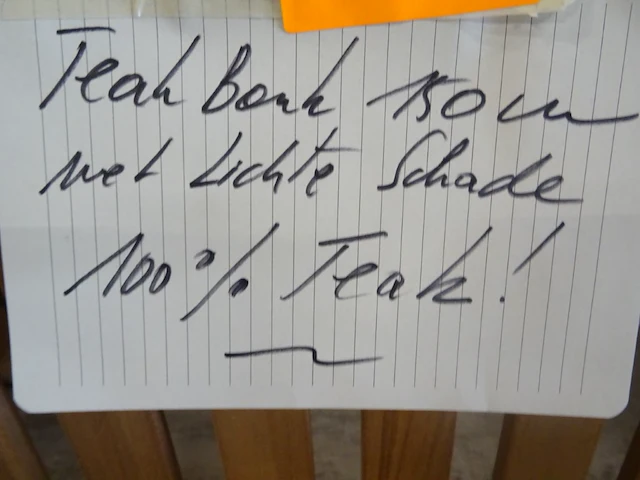 Teak Bank 150 cm
met Lichte Schade
100% Teak!